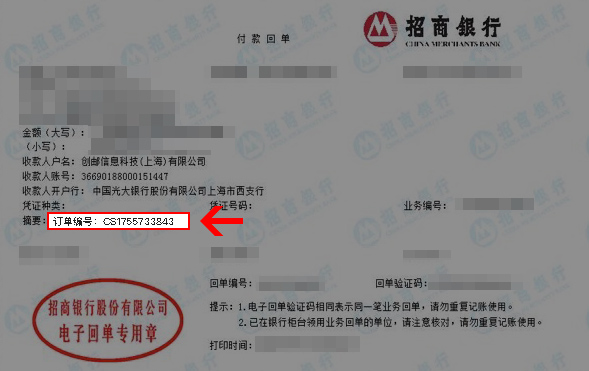 付款回单
招商银行
CHINA MERCHANTS BANK
金额（大写）:
（小写）:
收款人户名: 创邮信息科技(上海)有限公司
收款人账号: 36690188000151447
收款人开户行: 中国光大银行股份有限公司上海市西支行
凭证种类: 凭证号码: 业务编号:
摘要: 订单编号: CS1755733843
回单编号: 回单验证码:
招商银行股份有限公司
电子回单专用章
提示: 1.电子回单验证码相同表示同一笔业务回单，请勿重复记账使用。
2.已在银行柜台领用业务回单的单位，请注意核对，请勿重复记账使用。
打印时间: